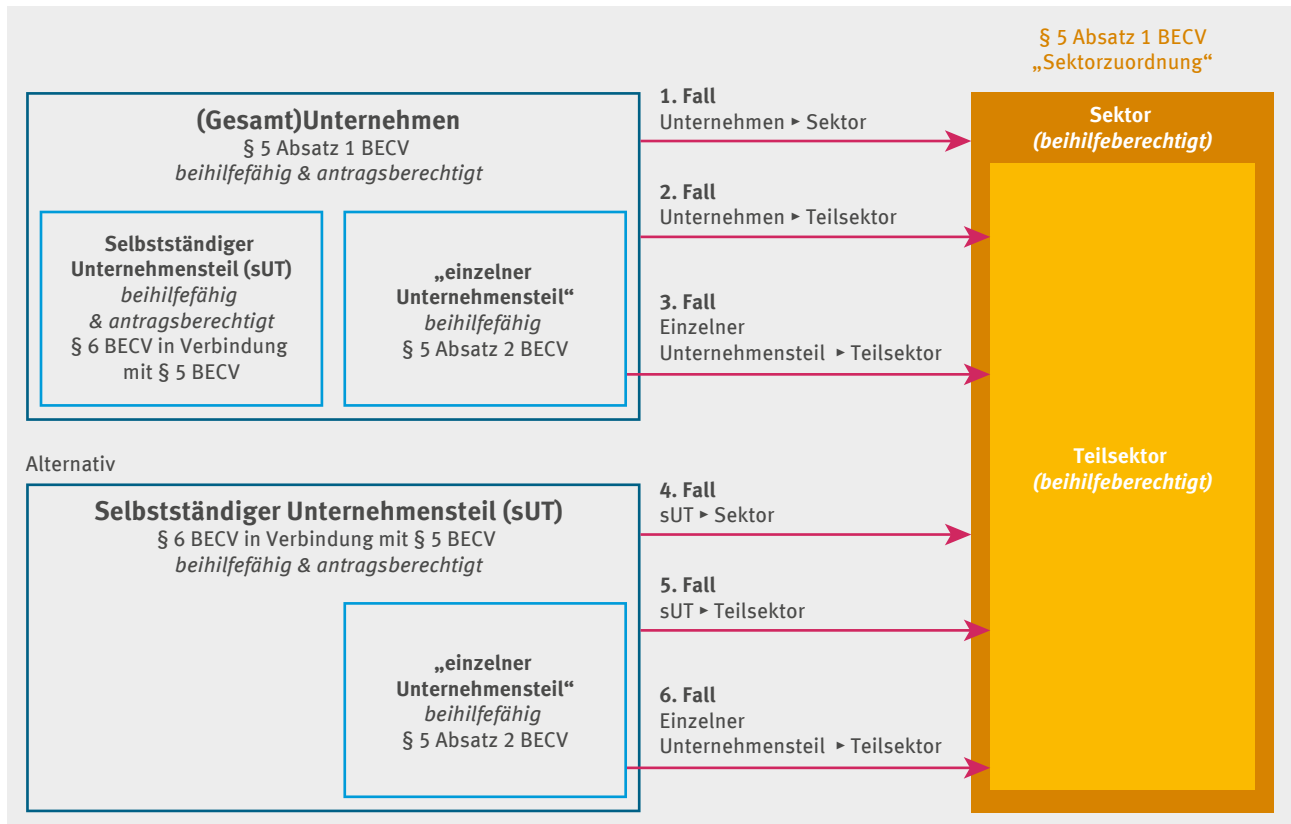 § 5 Absatz 1 BECV
„Sektorzuordnung“
(Gesamt)Unternehmen
§ 5 Absatz 1 BECV
beihilfefähig & antragsberechtigt
Selbstständiger
Unternehmensteil (sUT)
beihilfefähig
& antragsberechtigt
§ 6 BECV in Verbindung
mit § 5 BECV
„einzelner
Unternehmensteil“
beihilfefähig
§ 5 Absatz 2 BECV
1. Fall
Unternehmen ‣ Sektor
2. Fall
Unternehmen ‣ Teilsektor
3. Fall
Einzelner
Unternehmensteil ‣ Teilsektor
Sektor
(beihilfeberechtigt)
Teilsektor
(beihilfeberechtigt)
Alternativ
Selbstständiger Unternehmensteil (sUT)
§ 6 BECV in Verbindung mit § 5 BECV
beihilfefähig & antragsberechtigt
„einzelner
Unternehmensteil“
beihilfefähig
§ 5 Absatz 2 BECV
4. Fall
sUT ‣ Sektor
5. Fall
sUT ‣ Teilsektor
6. Fall
Einzelner
Unternehmensteil ‣ Teilsektor